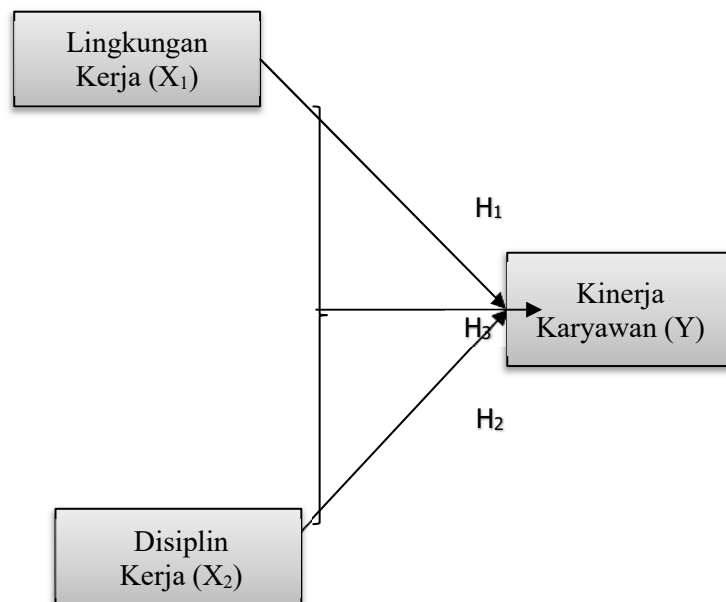 Lingkungan
Kerja (X₁)
H₁
Kinerja
Karyawan (Y)
H₃
H₂
Disiplin
Kerja (X₂)